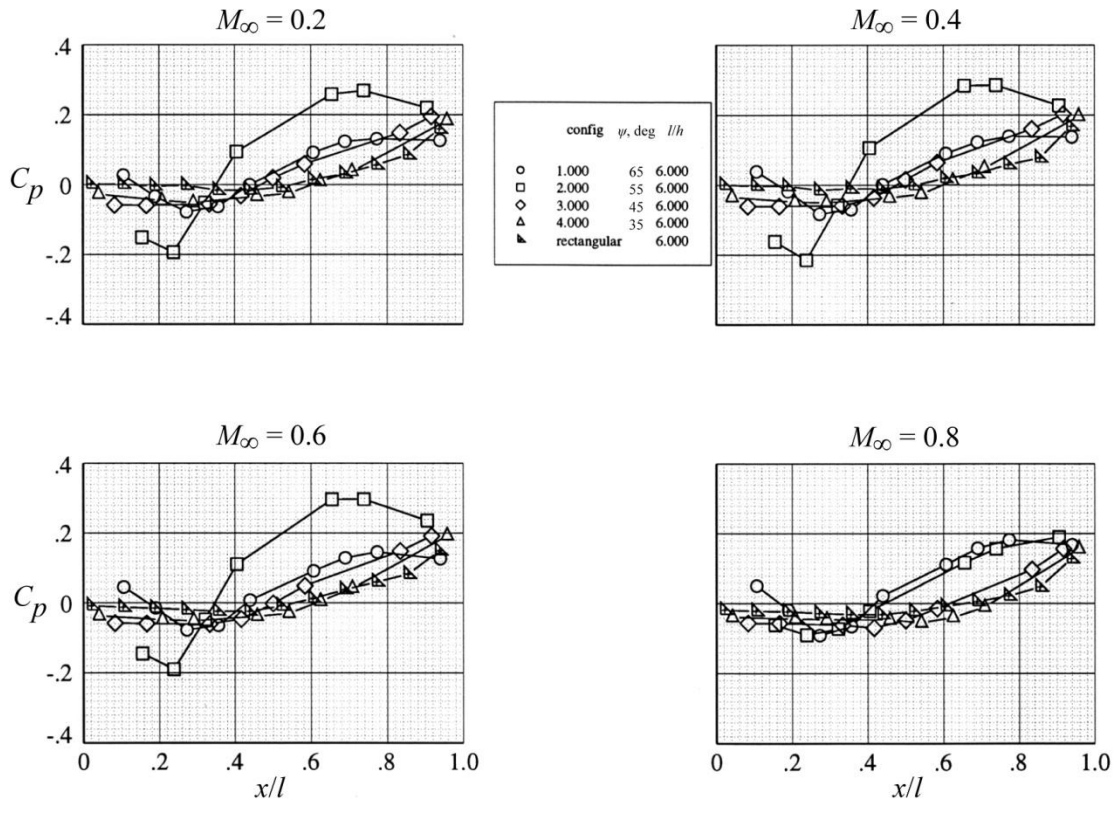 M∞ = 0.2
M∞ = 0.4
.4
.2
0
-.2
-.4
Cp
config ψ, deg l/h
1.000 65 6.000
2.000 55 6.000
3.000 45 6.000
4.000 35 6.000
rectangular 6.000
M∞ = 0.6
M∞ = 0.8
.4
.2
0
-.2
-.4
Cp
0 .2 .4 .6 .8 1.0
x/l
0 .2 .4 .6 .8 1.0
x/l